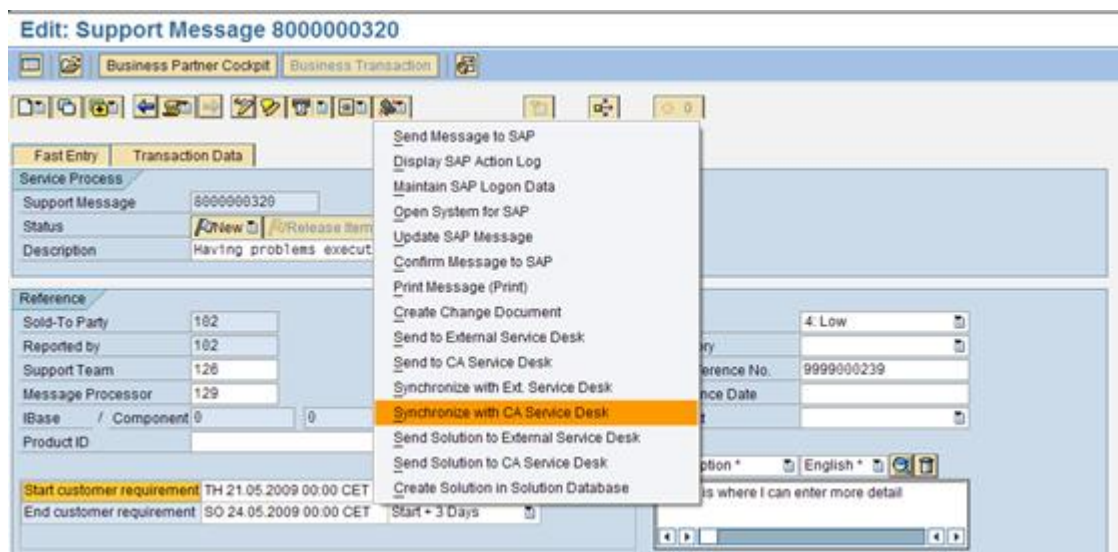 Edit: Support Message 8000000320
Business Partner Cockpit Business Transaction
0
Fast Entry Transaction Data
Service Process
Support Message 8000000320
Status New Release Item
Description Having problems execut
Reference
Sold-To Party 102
Reported by 102
Support Team 126
Message Processor 129
IBase / Component 0 0
Product ID
Start customer requirement TH 21.05.2009 00:00 CET
End customer requirement SO 24.05.2009 00:00 CET Start + 3 Days
Send Message to SAP
Display SAP Action Log
Maintain SAP Logon Data
Open System for SAP
Update SAP Message
Confirm Message to SAP
Print Message (Print)
Create Change Document
Send to External Service Desk
Send to CA Service Desk
Synchronize with Ext. Service Desk
Synchronize with CA Service Desk
Send Solution to External Service Desk
Send Solution to CA Service Desk
Create Solution in Solution Database
4: Low
ry
erence No. 9999000239
nce Date
t
ption * English *
is where I can enter more detail